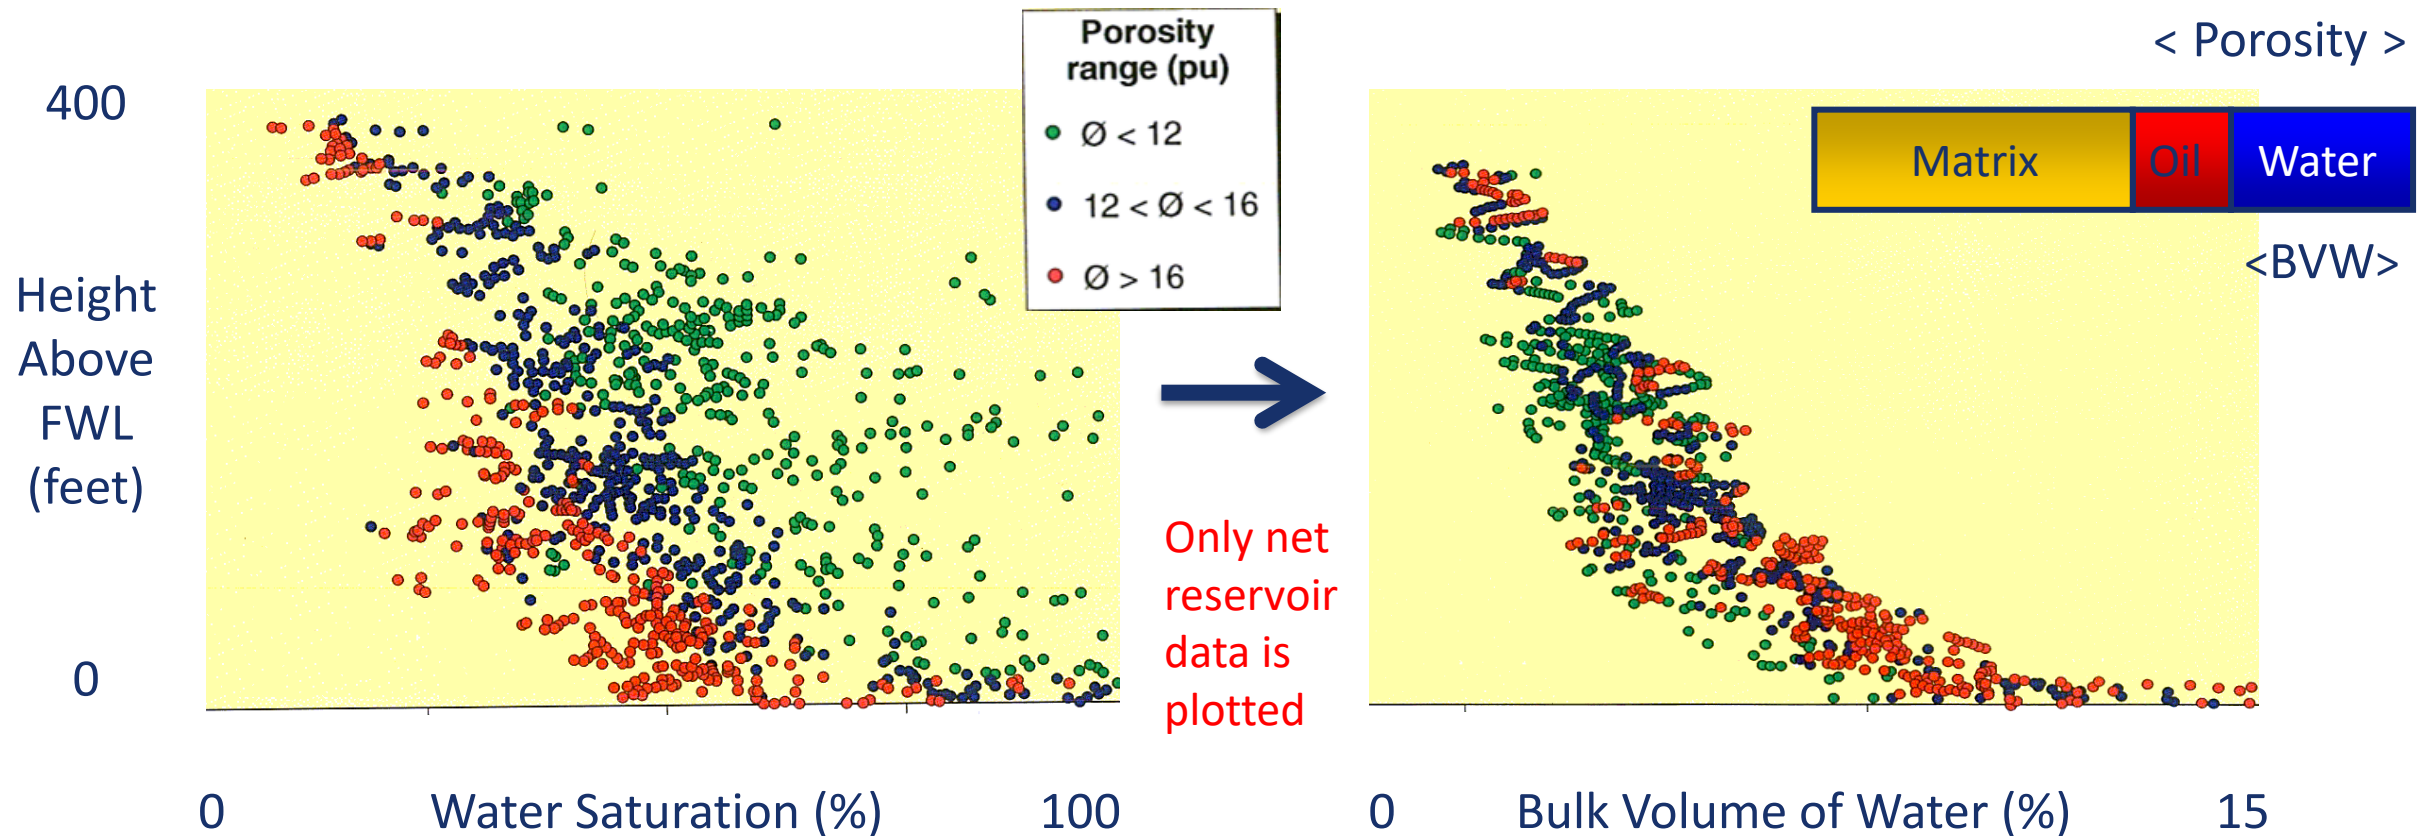 400
Height
Above
FWL
(feet)
0
0 Water Saturation (%) 100
Porosity
range (pu)
Ø < 12
12 < Ø < 16
Ø > 16
Only net
reservoir
data is
plotted
< Porosity >
Matrix Oil Water
<BVW>
0 Bulk Volume of Water (%) 15